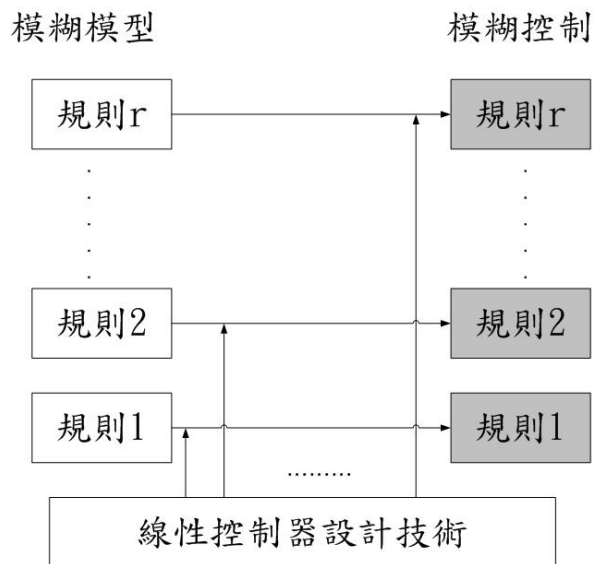 模糊模型
模糊控制
規則r
規則r
規則2
規則2
規則1
規則1
.........
線性控制器設計技術